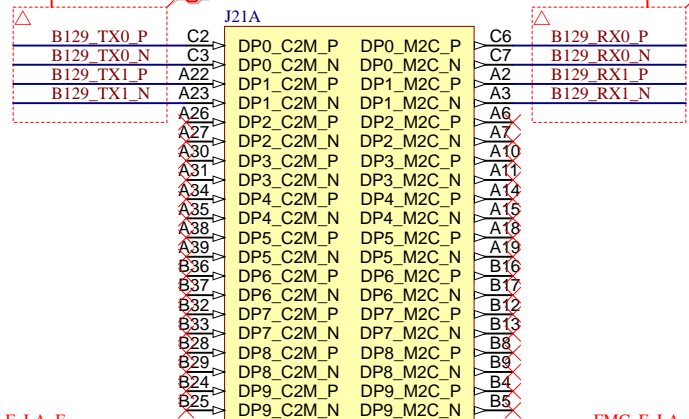 J21A
B129_TX0_P C2 DP0_C2M_P DP0_M2C_P C6 B129_RX0_P
B129_TX0_N C3 DP0_C2M_N DP0_M2C_N C7 B129_RX0_N
B129_TX1_P A22 DP1_C2M_P DP1_M2C_P A2 B129_RX1_P
B129_TX1_N A23 DP1_C2M_N DP1_M2C_N A3 B129_RX1_N
A26 DP2_C2M_P DP2_M2C_P A6
A27 DP2_C2M_N DP2_M2C_N A7
A30 DP3_C2M_P DP3_M2C_P A10
A31 DP3_C2M_N DP3_M2C_N A11
A34 DP4_C2M_P DP4_M2C_P A14
A35 DP4_C2M_N DP4_M2C_N A15
A38 DP5_C2M_P DP5_M2C_P A18
A39 DP5_C2M_N DP5_M2C_N A19
B36 DP6_C2M_P DP6_M2C_P B16
B37 DP6_C2M_N DP6_M2C_N B17
B32 DP7_C2M_P DP7_M2C_P B12
B33 DP7_C2M_N DP7_M2C_N B13
B28 DP8_C2M_P DP8_M2C_P B8
B29 DP8_C2M_N DP8_M2C_N B9
B24 DP9_C2M_P DP9_M2C_P B4
B25 DP9_C2M_N DP9_M2C_N B5